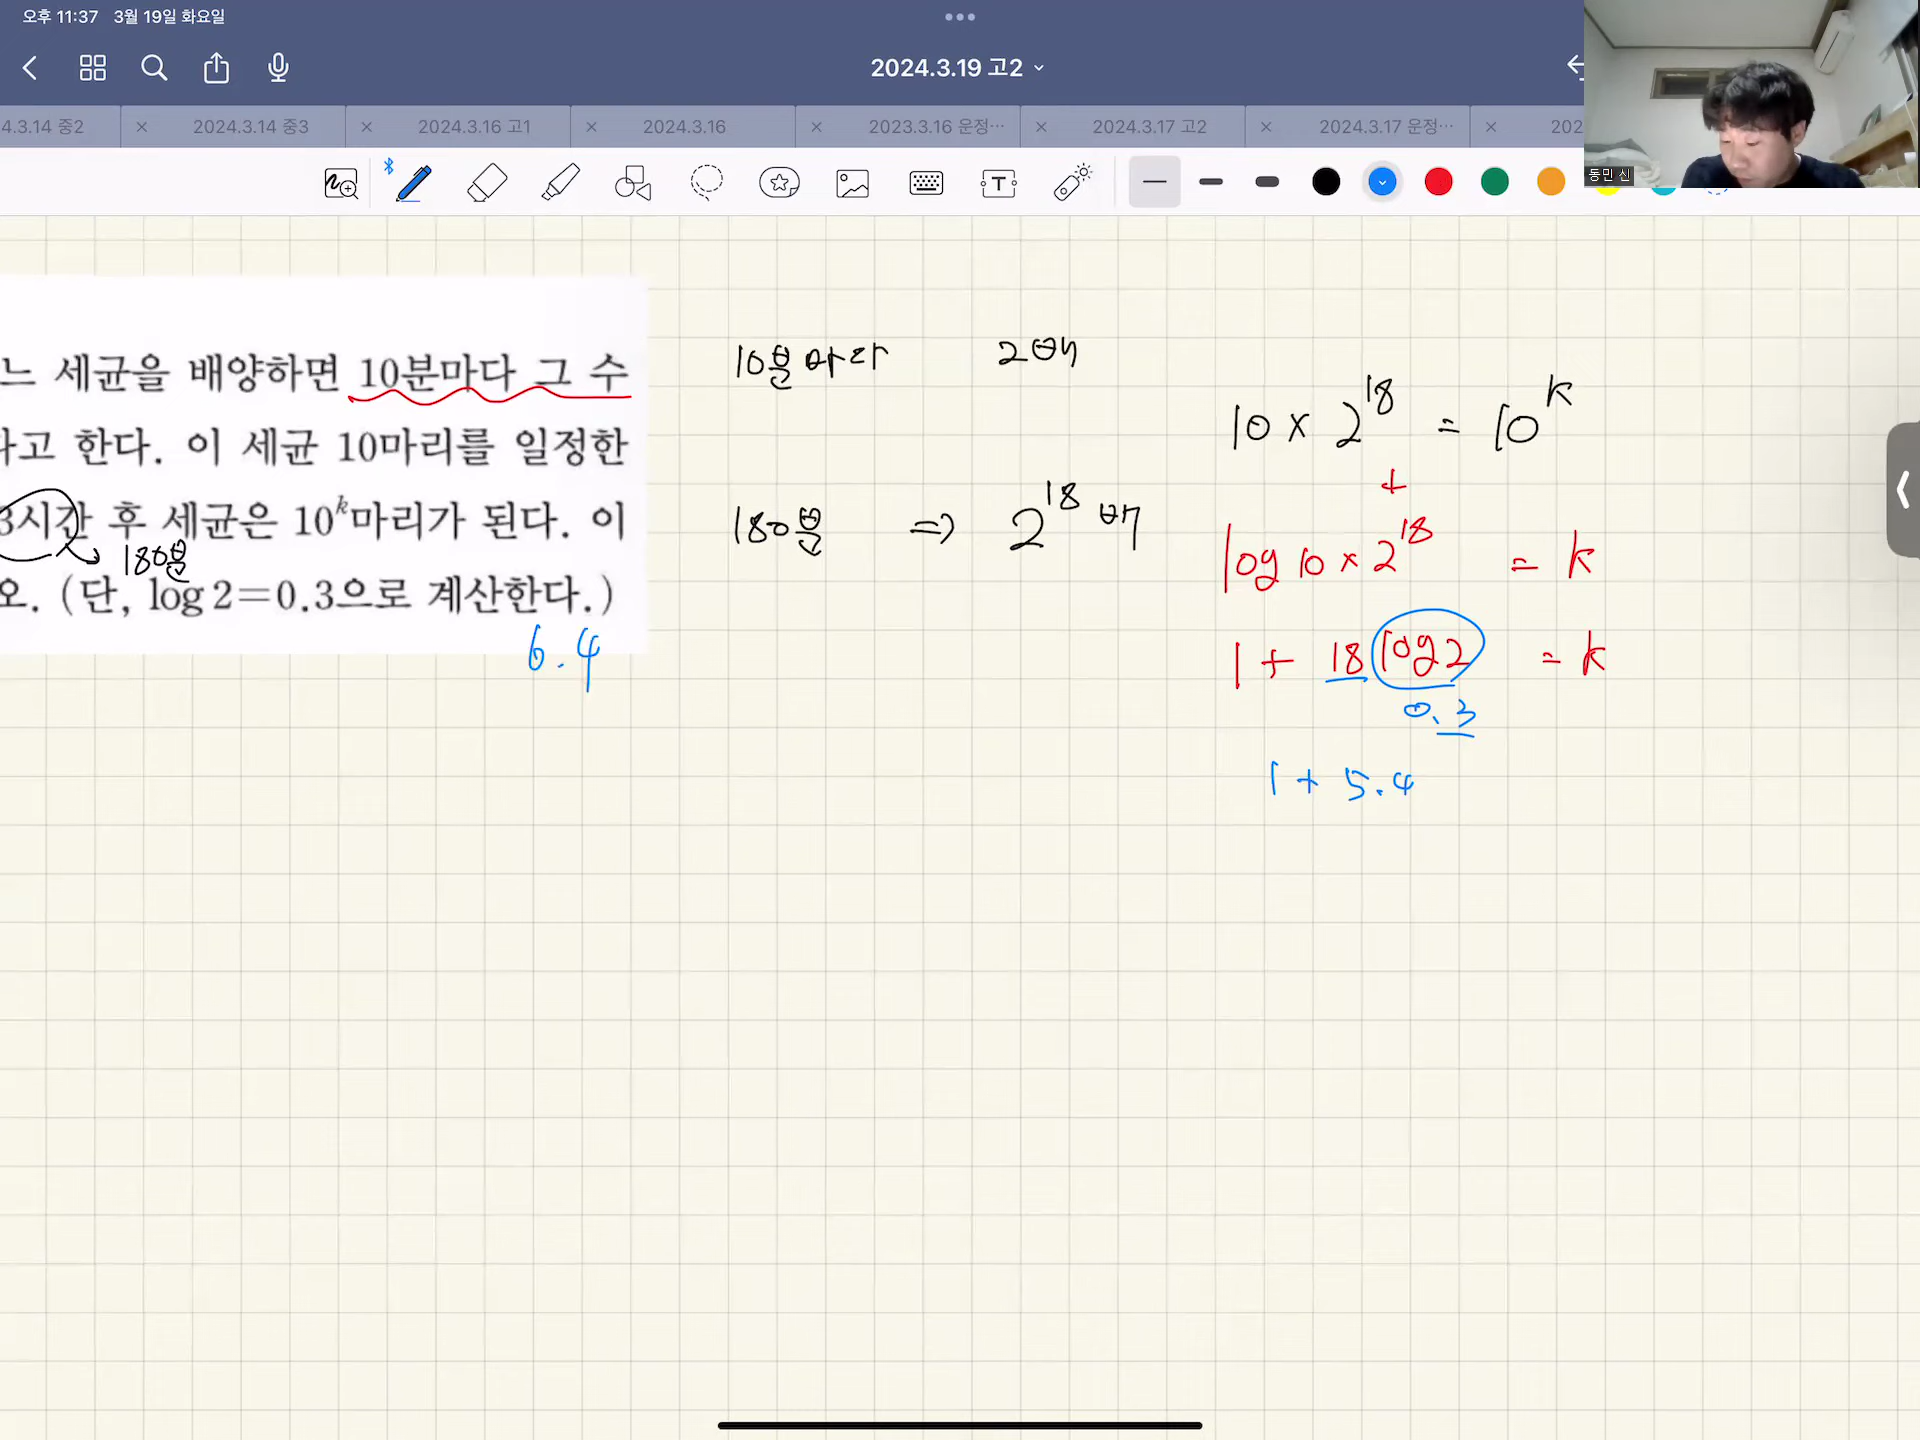 오후 11:37 3월 19일 화요일
2024.3.19 고2
4.3.14 중2
2024.3.14 중3
2024.3.16 고1
2024.3.16
2023.3.16 운정…
2024.3.17 고2
2024.3.17 운정…
202
동민 신
느 세균을 배양하면 10분마다 그 수
라고 한다. 이 세균 10마리를 일정한
3시간 후 세균은 10^k마리가 된다. 이
180분
오. (단, log 2=0.3으로 계산한다.)
6.4
10분마다 2배
180분 => 2^18 배
10 × 2^18 = 10^k
+
log 10 × 2^18 = k
1 + 18 log 2 = k
0.3
1 + 5.4